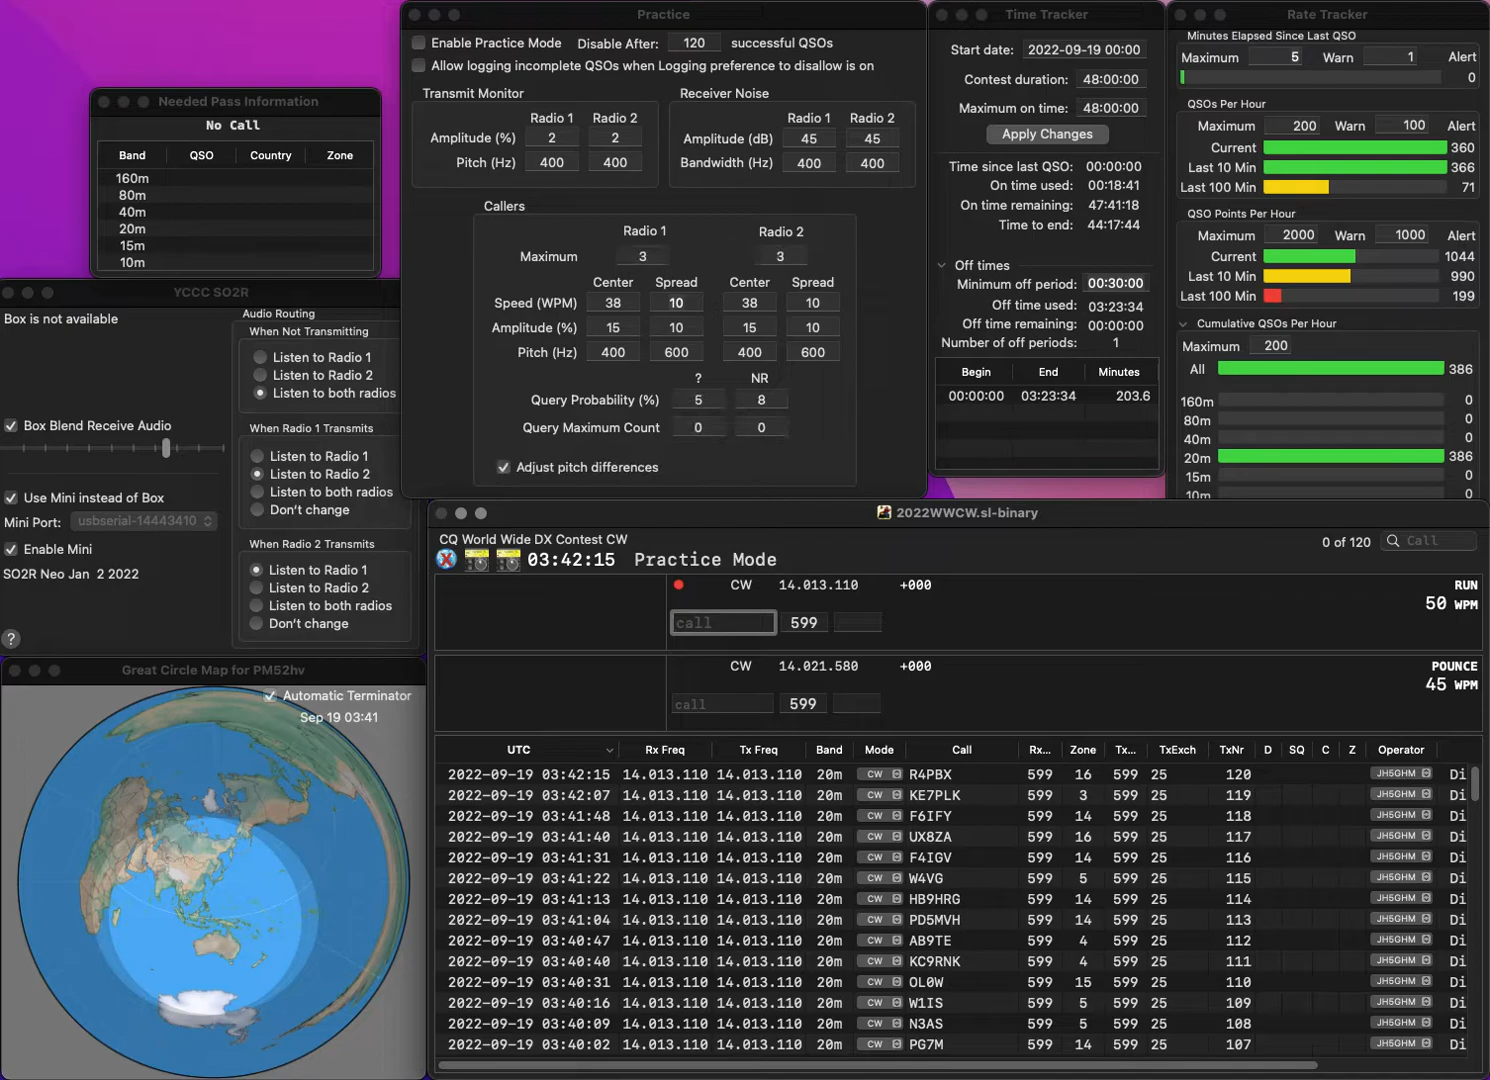 Practice
Enable Practice Mode Disable After: 120 successful QSOs
Allow logging incomplete QSOs when Logging preference to disallow is on
Transmit Monitor
Radio 1 Radio 2
Amplitude (%) 2 2
Pitch (Hz) 400 400
Receiver Noise
Radio 1 Radio 2
Amplitude (dB) 45 45
Bandwidth (Hz) 400 400
Callers
Radio 1 Radio 2
Maximum 3 3
Center Spread Center Spread
Speed (WPM) 38 10 38 10
Amplitude (%) 15 10 15 10
Pitch (Hz) 400 600 400 600
? NR
Query Probability (%) 5 8
Query Maximum Count 0 0
Adjust pitch differences
Time Tracker
Start date: 2022-09-19 00:00
Contest duration: 48:00:00
Maximum on time: 48:00:00
Apply Changes
Time since last QSO: 00:00:00
On time used: 00:18:41
On time remaining: 47:41:18
Time to end: 44:17:44
Off times
Minimum off period: 00:30:00
Off time used: 03:23:34
Off time remaining: 00:00:00
Number of off periods: 1
Begin End Minutes
00:00:00 03:23:34 203.6
Rate Tracker
Minutes Elapsed Since Last QSO
Maximum 5 Warn 1 Alert
0
QSOs Per Hour
Maximum 200 Warn 100 Alert
Current 360
Last 10 Min 366
Last 100 Min 71
QSO Points Per Hour
Maximum 2000 Warn 1000 Alert
Current 1044
Last 10 Min 990
Last 100 Min 199
Cumulative QSOs Per Hour
Maximum 200
All 386
160m 0
80m 0
40m 0
20m 386
15m 0
10m 0
Needed Pass Information
No Call
Band QSO Country Zone
160m
80m
40m
20m
15m
10m
YCCC SO2R
Box is not available
Box Blend Receive Audio
Use Mini instead of Box
Mini Port: usbserial-14443410
Enable Mini
SO2R Neo Jan 2 2022
?
Audio Routing
When Not Transmitting
Listen to Radio 1
Listen to Radio 2
Listen to both radios
When Radio 1 Transmits
Listen to Radio 1
Listen to Radio 2
Listen to both radios
Don't change
When Radio 2 Transmits
Listen to Radio 1
Listen to Radio 2
Listen to both radios
Don't change
Great Circle Map for PM52hv
Automatic Terminator
Sep 19 03:41
2022WWCW.sl-binary
CQ World Wide DX Contest CW
0 of 120 Call
03:42:15 Practice Mode
CW 14.013.110 +000 RUN
50 WPM
call 599
CW 14.021.580 +000 POUNCE
45 WPM
call 599
UTC Rx Freq Tx Freq Band Mode Call Rx... Zone Tx... TxExch TxNr D SQ C Z Operator
2022-09-19 03:42:15 14.013.110 14.013.110 20m CW R4PBX 599 16 599 25 120 JH5GHM Di
2022-09-19 03:42:07 14.013.110 14.013.110 20m CW KE7PLK 599 3 599 25 119 JH5GHM Di
2022-09-19 03:41:48 14.013.110 14.013.110 20m CW F6IFY 599 14 599 25 118 JH5GHM Di
2022-09-19 03:41:40 14.013.110 14.013.110 20m CW UX8ZA 599 16 599 25 117 JH5GHM Di
2022-09-19 03:41:31 14.013.110 14.013.110 20m CW F4IGV 599 14 599 25 116 JH5GHM Di
2022-09-19 03:41:22 14.013.110 14.013.110 20m CW W4VG 599 5 599 25 115 JH5GHM Di
2022-09-19 03:41:13 14.013.110 14.013.110 20m CW HB9HRG 599 14 599 25 114 JH5GHM Di
2022-09-19 03:41:04 14.013.110 14.013.110 20m CW PD5MVH 599 14 599 25 113 JH5GHM Di
2022-09-19 03:40:47 14.013.110 14.013.110 20m CW AB9TE 599 4 599 25 112 JH5GHM Di
2022-09-19 03:40:40 14.013.110 14.013.110 20m CW KC9RNK 599 4 599 25 111 JH5GHM Di
2022-09-19 03:40:31 14.013.110 14.013.110 20m CW OL0W 599 15 599 25 110 JH5GHM Di
2022-09-19 03:40:16 14.013.110 14.013.110 20m CW W1IS 599 5 599 25 109 JH5GHM Di
2022-09-19 03:40:09 14.013.110 14.013.110 20m CW N3AS 599 5 599 25 108 JH5GHM Di
2022-09-19 03:40:02 14.013.110 14.013.110 20m CW PG7M 599 14 599 25 107 JH5GHM Di